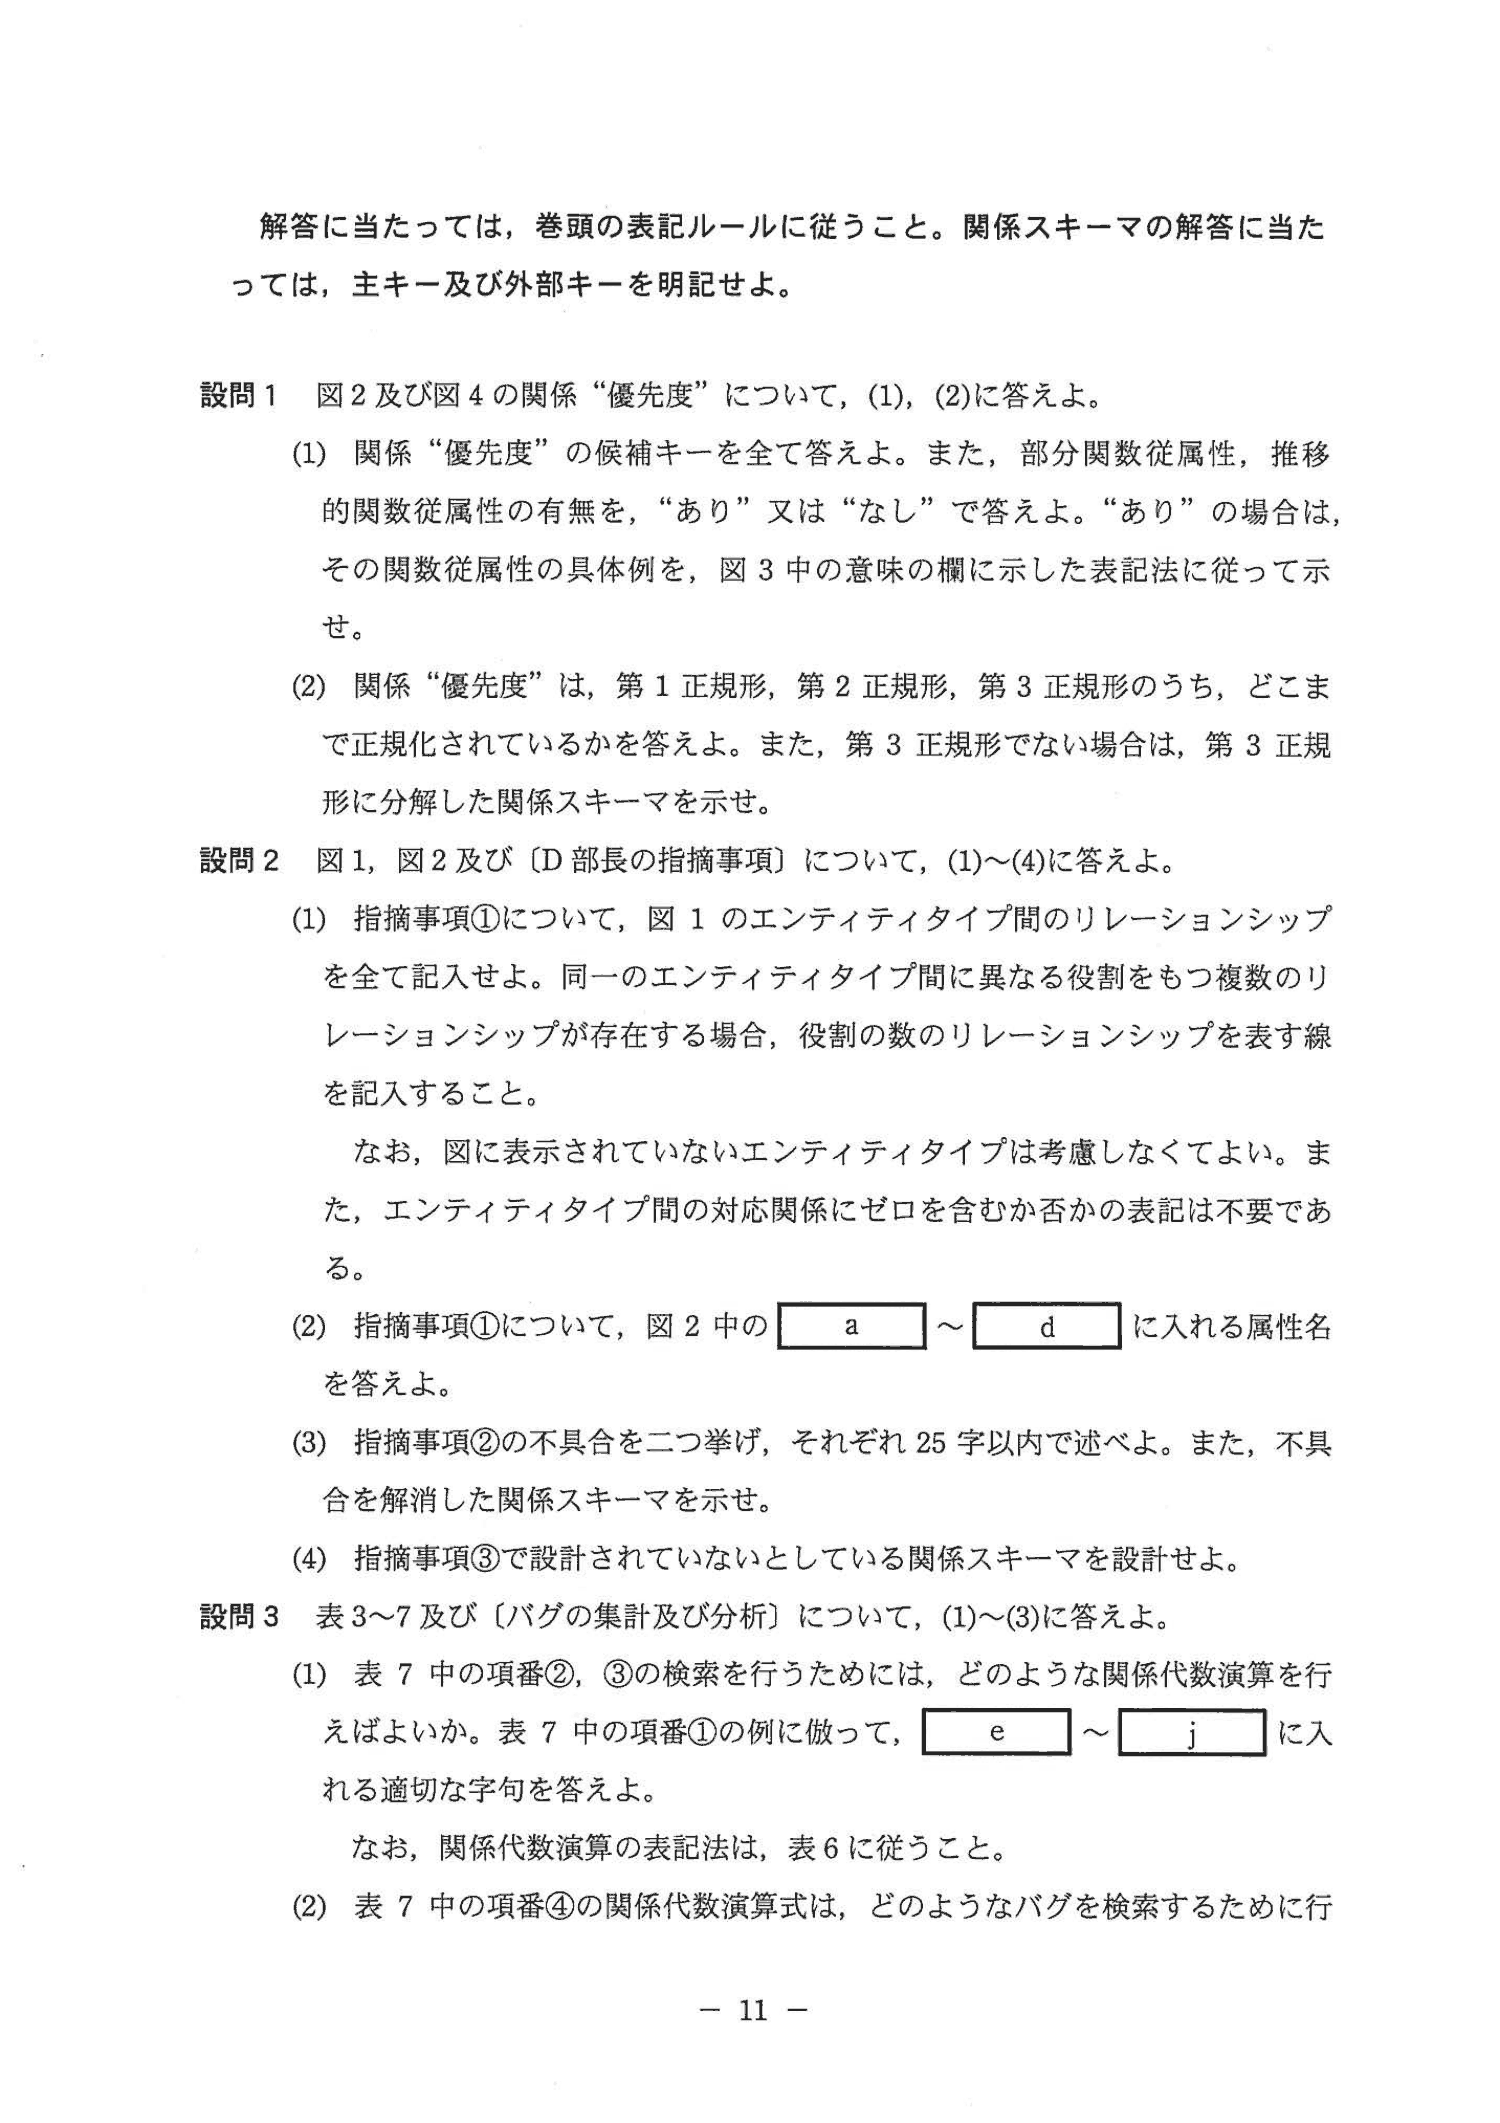 解答に当たっては，巻頭の表記ルールに従うこと。関係スキーマの解答に当た
っては，主キー及び外部キーを明記せよ。
設問1　図2及び図4の関係“優先度”について，(1)，(2)に答えよ。
(1)　関係“優先度”の候補キーを全て答えよ。また，部分関数従属性，推移
的関数従属性の有無を，“あり”又は“なし”で答えよ。“あり”の場合は，
その関数従属性の具体例を，図3中の意味の欄に示した表記法に従って示
せ。
(2)　関係“優先度”は，第1正規形，第2正規形，第3正規形のうち，どこま
で正規化されているかを答えよ。また，第3正規形でない場合は，第3正規
形に分解した関係スキーマを示せ。
設問2　図1，図2及び〔D部長の指摘事項〕について，(1)～(4)に答えよ。
(1)　指摘事項①について，図1のエンティティタイプ間のリレーションシップ
を全て記入せよ。同一のエンティティタイプ間に異なる役割をもつ複数のリ
レーションシップが存在する場合，役割の数のリレーションシップを表す線
を記入すること。
なお，図に表示されていないエンティティタイプは考慮しなくてよい。ま
た，エンティティタイプ間の対応関係にゼロを含むか否かの表記は不要であ
る。
(2)　指摘事項①について，図2中の a ～ d に入れる属性名
を答えよ。
(3)　指摘事項②の不具合を二つ挙げ，それぞれ25字以内で述べよ。また，不具
合を解消した関係スキーマを示せ。
(4)　指摘事項③で設計されていないとしている関係スキーマを設計せよ。
設問3　表3～7及び〔バグの集計及び分析〕について，(1)～(3)に答えよ。
(1)　表7中の項番②，③の検索を行うためには，どのような関係代数演算を行
えばよいか。表7中の項番①の例に倣って， e ～ j に入
れる適切な字句を答えよ。
なお，関係代数演算の表記法は，表6に従うこと。
(2)　表7中の項番④の関係代数演算式は，どのようなバグを検索するために行
－ 11 －